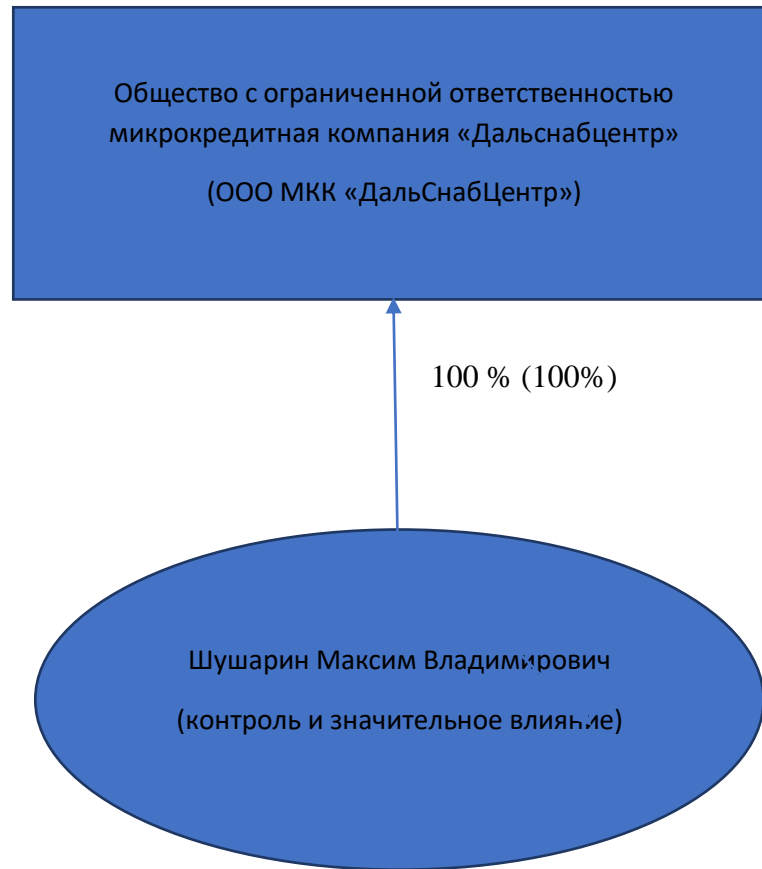 Общество с ограниченной ответственностью
микрокредитная компания «Дальснабцентр»
(ООО МКК «ДальСнабЦентр»)
100 % (100%)
Шушарин Максим Владимирович
(контроль и значительное влияние)